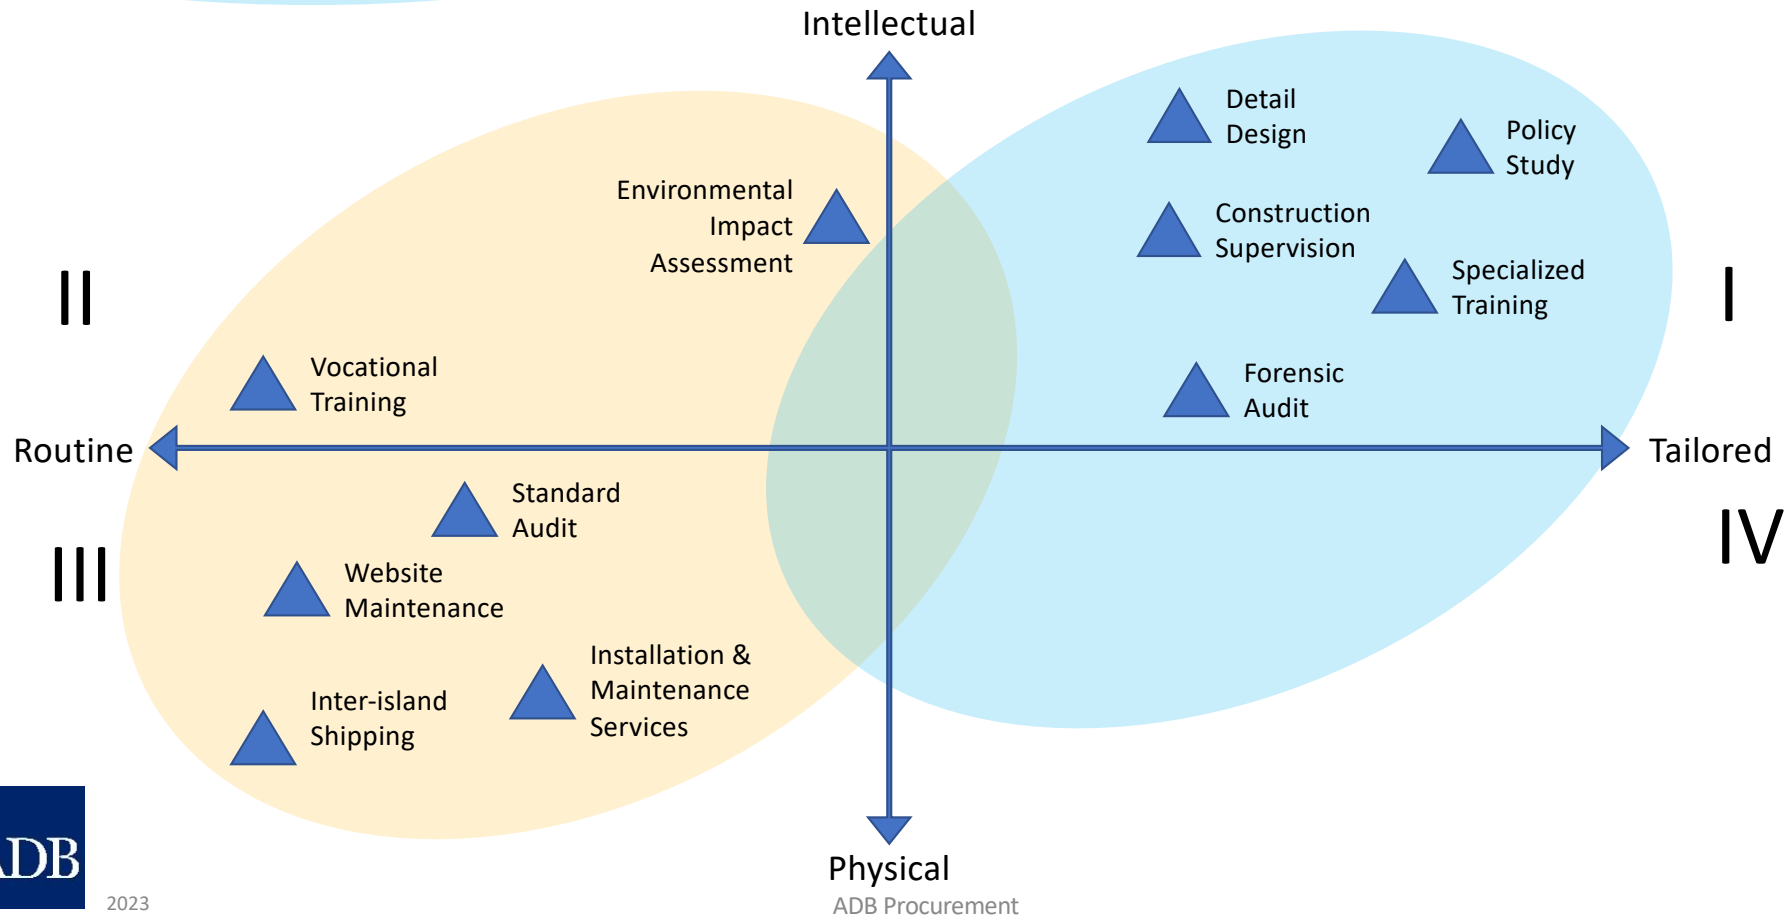 Intellectual
Detail
Design
Policy
Study
Environmental
Impact
Assessment
Construction
Supervision
Specialized
Training
II
I
Vocational
Training
Forensic
Audit
Routine
Tailored
Standard
Audit
IV
III
Website
Maintenance
Installation &
Maintenance
Services
Inter-island
Shipping
ADB
Physical
2023
ADB Procurement